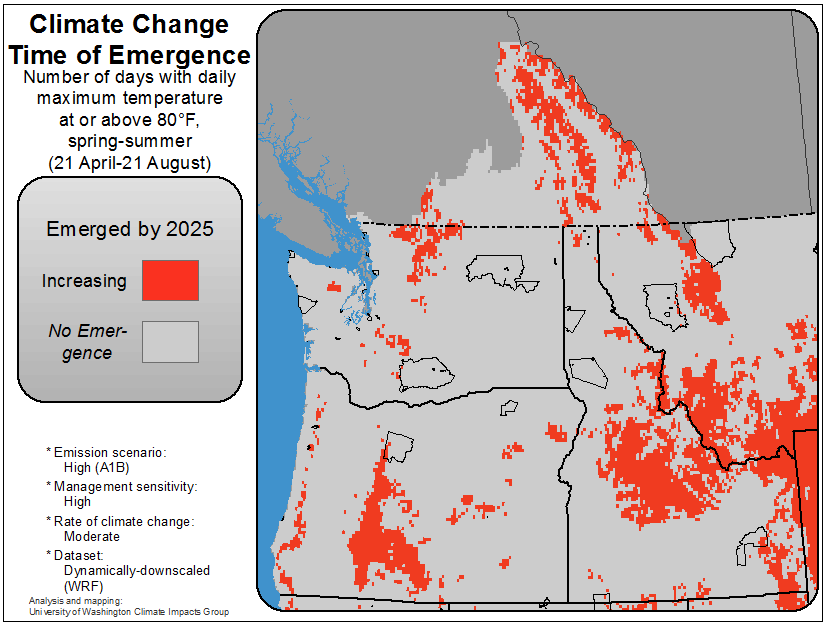 Climate Change
Time of Emergence
Number of days with daily
maximum temperature
at or above 80°F,
spring-summer
(21 April-21 August)
Emerged by 2025
Increasing
No Emer-
gence
* Emission scenario:
High (A1B)
* Management sensitivity:
High
* Rate of climate change:
Moderate
* Dataset:
Dynamically-downscaled
(WRF)
Analysis and mapping:
University of Washington Climate Impacts Group